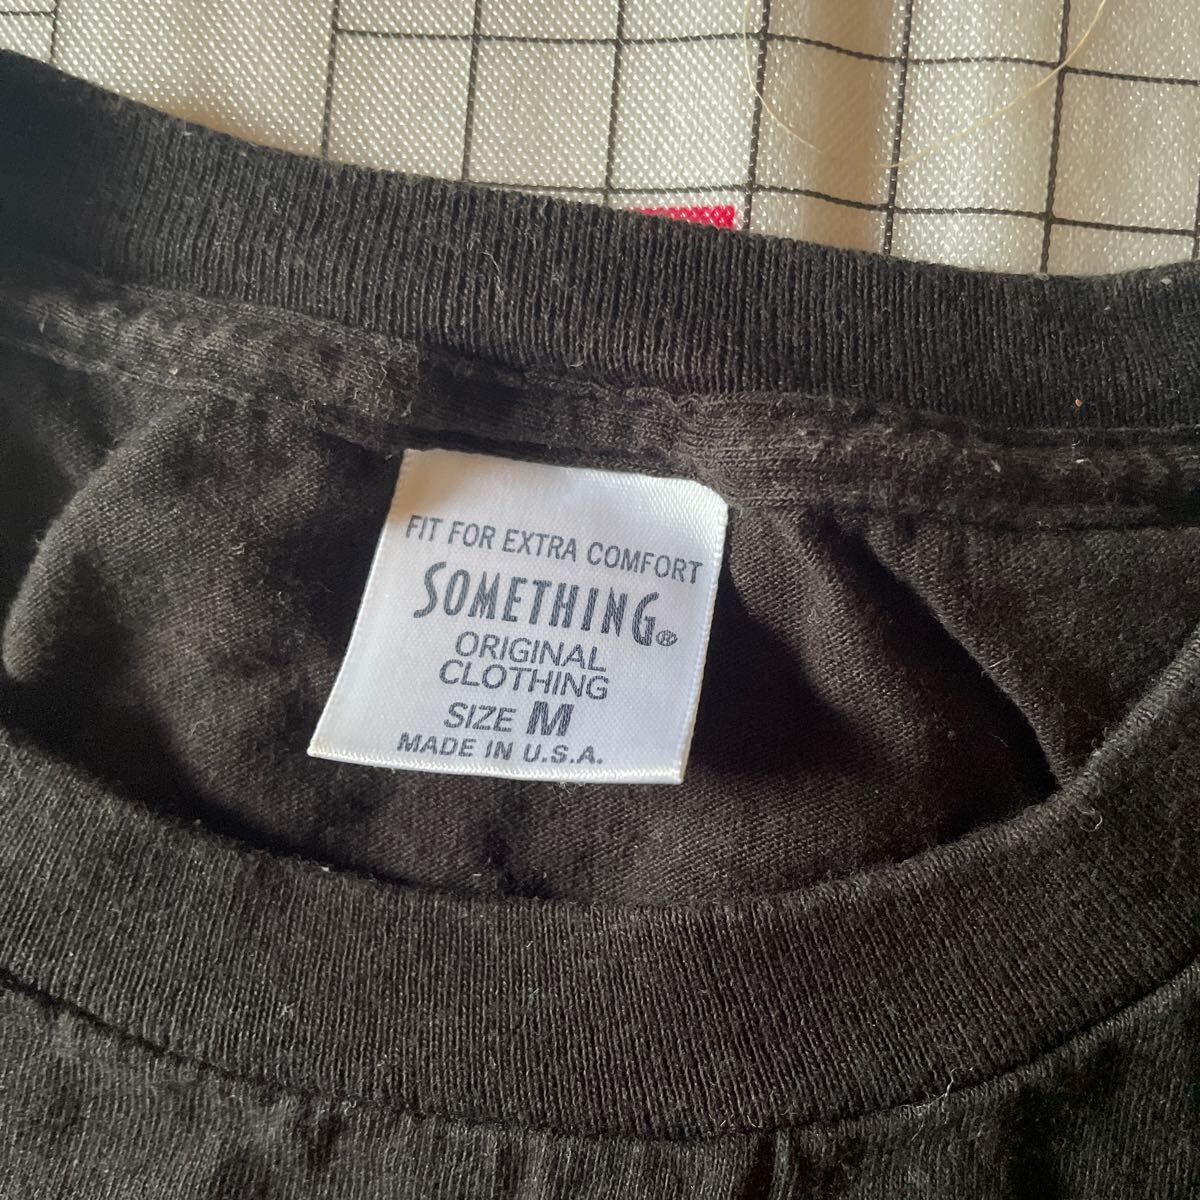 FIT FOR EXTRA COMFORT
SOMETHING®
ORIGINAL
CLOTHING
SIZE M
MADE IN U.S.A.